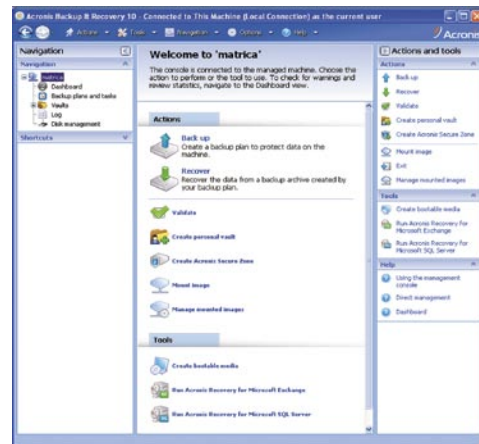 Acronis Backup & Recovery 10 - Connected to This Machine (Local Connection) as the current user
Actions Tools Navigation Options Help Acronis
Navigation
Navigation
matrica
Dashboard
Backup plans and tasks
Vaults
Log
Disk management
Shortcuts
Welcome to 'matrica'
The console is connected to the managed machine. Choose the
action to perform or the tool to use. To check for warnings and
review statistics, navigate to the Dashboard view.
Actions
Back up
Create a backup plan to protect data on the
machine.
Recover
Recover the data from a backup archive created by
your backup plan.
Validate
Create personal vault
Create Acronis Secure Zone
Mount image
Manage mounted images
Tools
Create bootable media
Run Acronis Recovery for Microsoft Exchange
Run Acronis Recovery for Microsoft SQL Server
Actions and tools
Actions
Back up
Recover
Validate
Create personal vault
Create Acronis Secure Zone
Mount image
Exit
Manage mounted images
Tools
Create bootable media
Run Acronis Recovery for
Microsoft Exchange
Run Acronis Recovery for
Microsoft SQL Server
Help
Using the management
console
Direct management
Dashboard